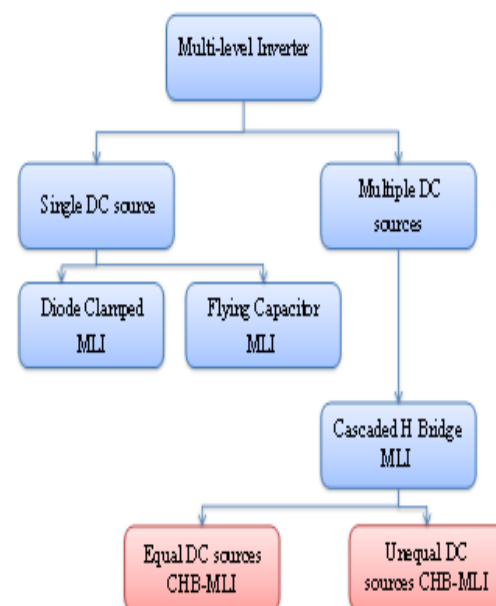 Multi-level Inverter
Single DC source
Multiple DC
sources
Diode Clamped
MLI
Flying Capacitor
MLI
Cascaded H Bridge
MLI
Equal DC sources
CHB-MLI
Unequal DC
sources CHB-MLI